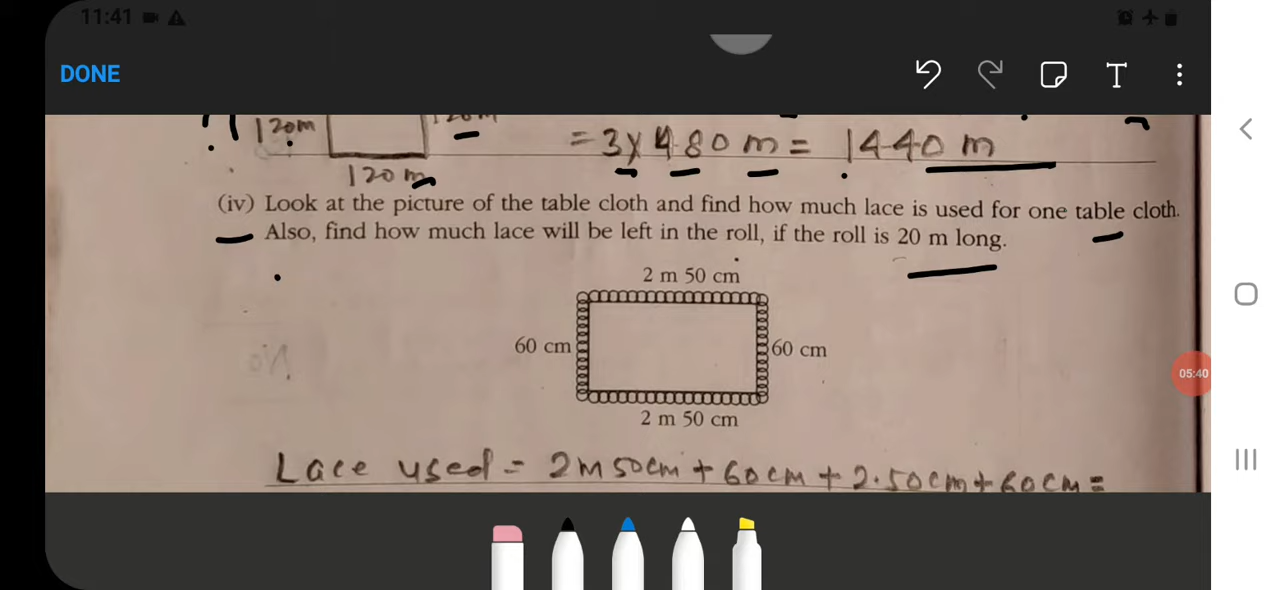 11:41
DONE
T
120m
= 3 × 480 m = 1440 m
120 m
(iv) Look at the picture of the table cloth and find how much lace is used for one table cloth.
Also, find how much lace will be left in the roll, if the roll is 20 m long.
2 m 50 cm
60 cm
60 cm
05:40
2 m 50 cm
Lace used = 2m 50cm + 60cm + 2.50cm + 60cm =